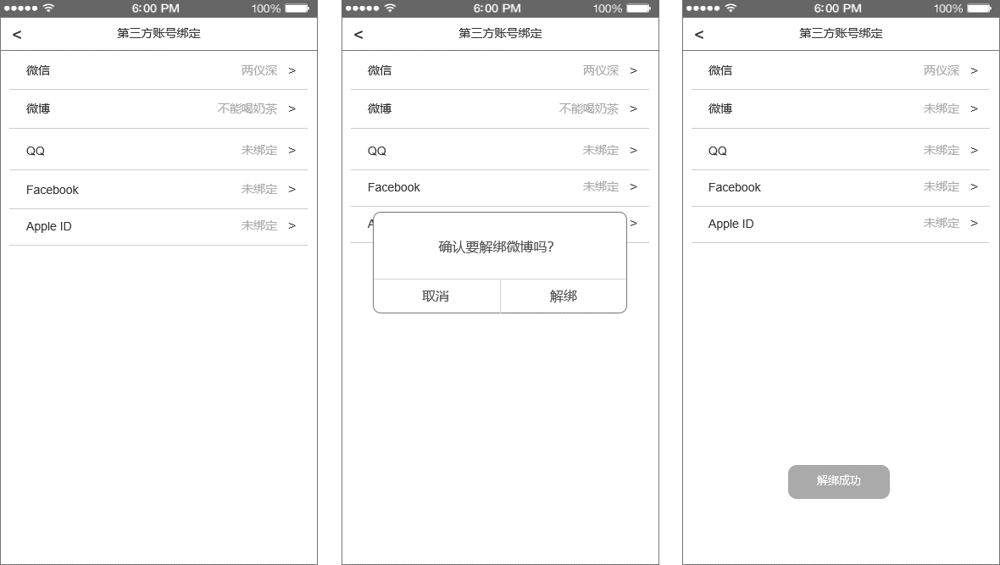 6:00 PM 100%
< 第三方账号绑定
微信 两仪深 >
微博 不能喝奶茶 >
QQ 未绑定 >
Facebook 未绑定 >
Apple ID 未绑定 >
6:00 PM 100%
< 第三方账号绑定
微信 两仪深 >
微博 不能喝奶茶 >
QQ 未绑定 >
Facebook 未绑定 >
A >
确认要解绑微博吗?
取消 解绑
6:00 PM 100%
< 第三方账号绑定
微信 两仪深 >
微博 未绑定 >
QQ 未绑定 >
Facebook 未绑定 >
Apple ID 未绑定 >
解绑成功